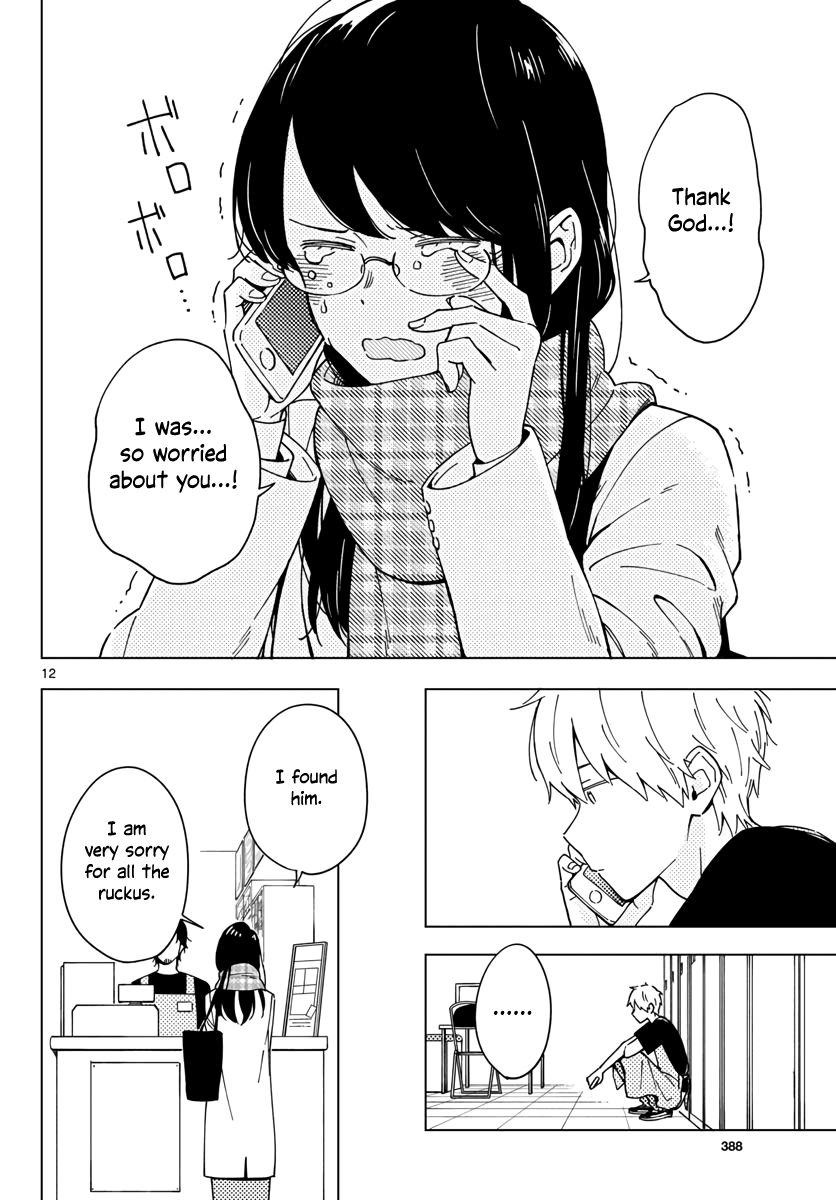 Thank
God...!
ボロ
ボロ...
I was...
so worried
about you...!
12
......
388
I found
him.
I am
very sorry
for all the
ruckus.